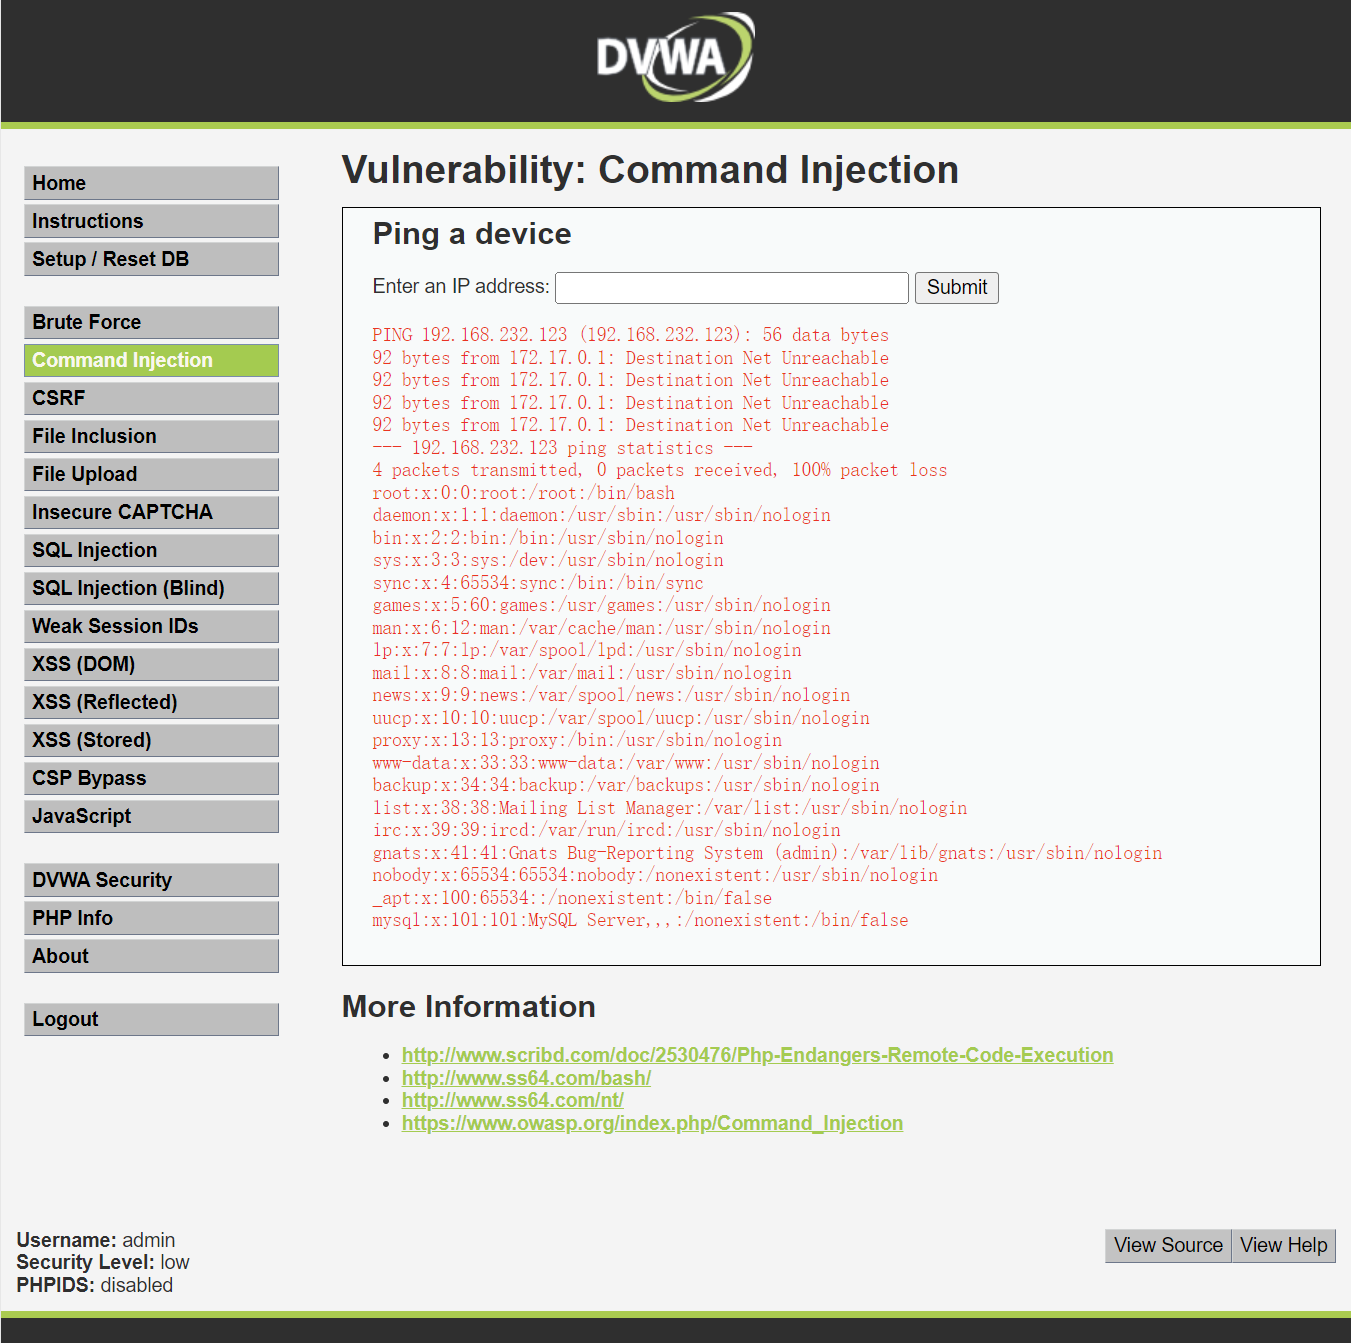 DVWA
Home
Instructions
Setup / Reset DB
Brute Force
Command Injection
CSRF
File Inclusion
File Upload
Insecure CAPTCHA
SQL Injection
SQL Injection (Blind)
Weak Session IDs
XSS (DOM)
XSS (Reflected)
XSS (Stored)
CSP Bypass
JavaScript
DVWA Security
PHP Info
About
Logout
Vulnerability: Command Injection
Ping a device
Enter an IP address: Submit
PING 192.168.232.123 (192.168.232.123): 56 data bytes
92 bytes from 172.17.0.1: Destination Net Unreachable
92 bytes from 172.17.0.1: Destination Net Unreachable
92 bytes from 172.17.0.1: Destination Net Unreachable
92 bytes from 172.17.0.1: Destination Net Unreachable
--- 192.168.232.123 ping statistics ---
4 packets transmitted, 0 packets received, 100% packet loss
root:x:0:0:root:/root:/bin/bash
daemon:x:1:1:daemon:/usr/sbin:/usr/sbin/nologin
bin:x:2:2:bin:/bin:/usr/sbin/nologin
sys:x:3:3:sys:/dev:/usr/sbin/nologin
sync:x:4:65534:sync:/bin:/bin/sync
games:x:5:60:games:/usr/games:/usr/sbin/nologin
man:x:6:12:man:/var/cache/man:/usr/sbin/nologin
lp:x:7:7:lp:/var/spool/lpd:/usr/sbin/nologin
mail:x:8:8:mail:/var/mail:/usr/sbin/nologin
news:x:9:9:news:/var/spool/news:/usr/sbin/nologin
uucp:x:10:10:uucp:/var/spool/uucp:/usr/sbin/nologin
proxy:x:13:13:proxy:/bin:/usr/sbin/nologin
www-data:x:33:33:www-data:/var/www:/usr/sbin/nologin
backup:x:34:34:backup:/var/backups:/usr/sbin/nologin
list:x:38:38:Mailing List Manager:/var/list:/usr/sbin/nologin
irc:x:39:39:ircd:/var/run/ircd:/usr/sbin/nologin
gnats:x:41:41:Gnats Bug-Reporting System (admin):/var/lib/gnats:/usr/sbin/nologin
nobody:x:65534:65534:nobody:/nonexistent:/usr/sbin/nologin
_apt:x:100:65534::/nonexistent:/bin/false
mysql:x:101:101:MySQL Server,,,:/nonexistent:/bin/false
More Information
http://www.scribd.com/doc/2530476/Php-Endangers-Remote-Code-Execution
http://www.ss64.com/bash/
http://www.ss64.com/nt/
https://www.owasp.org/index.php/Command_Injection
Username: admin
Security Level: low
PHPIDS: disabled
View Source View Help